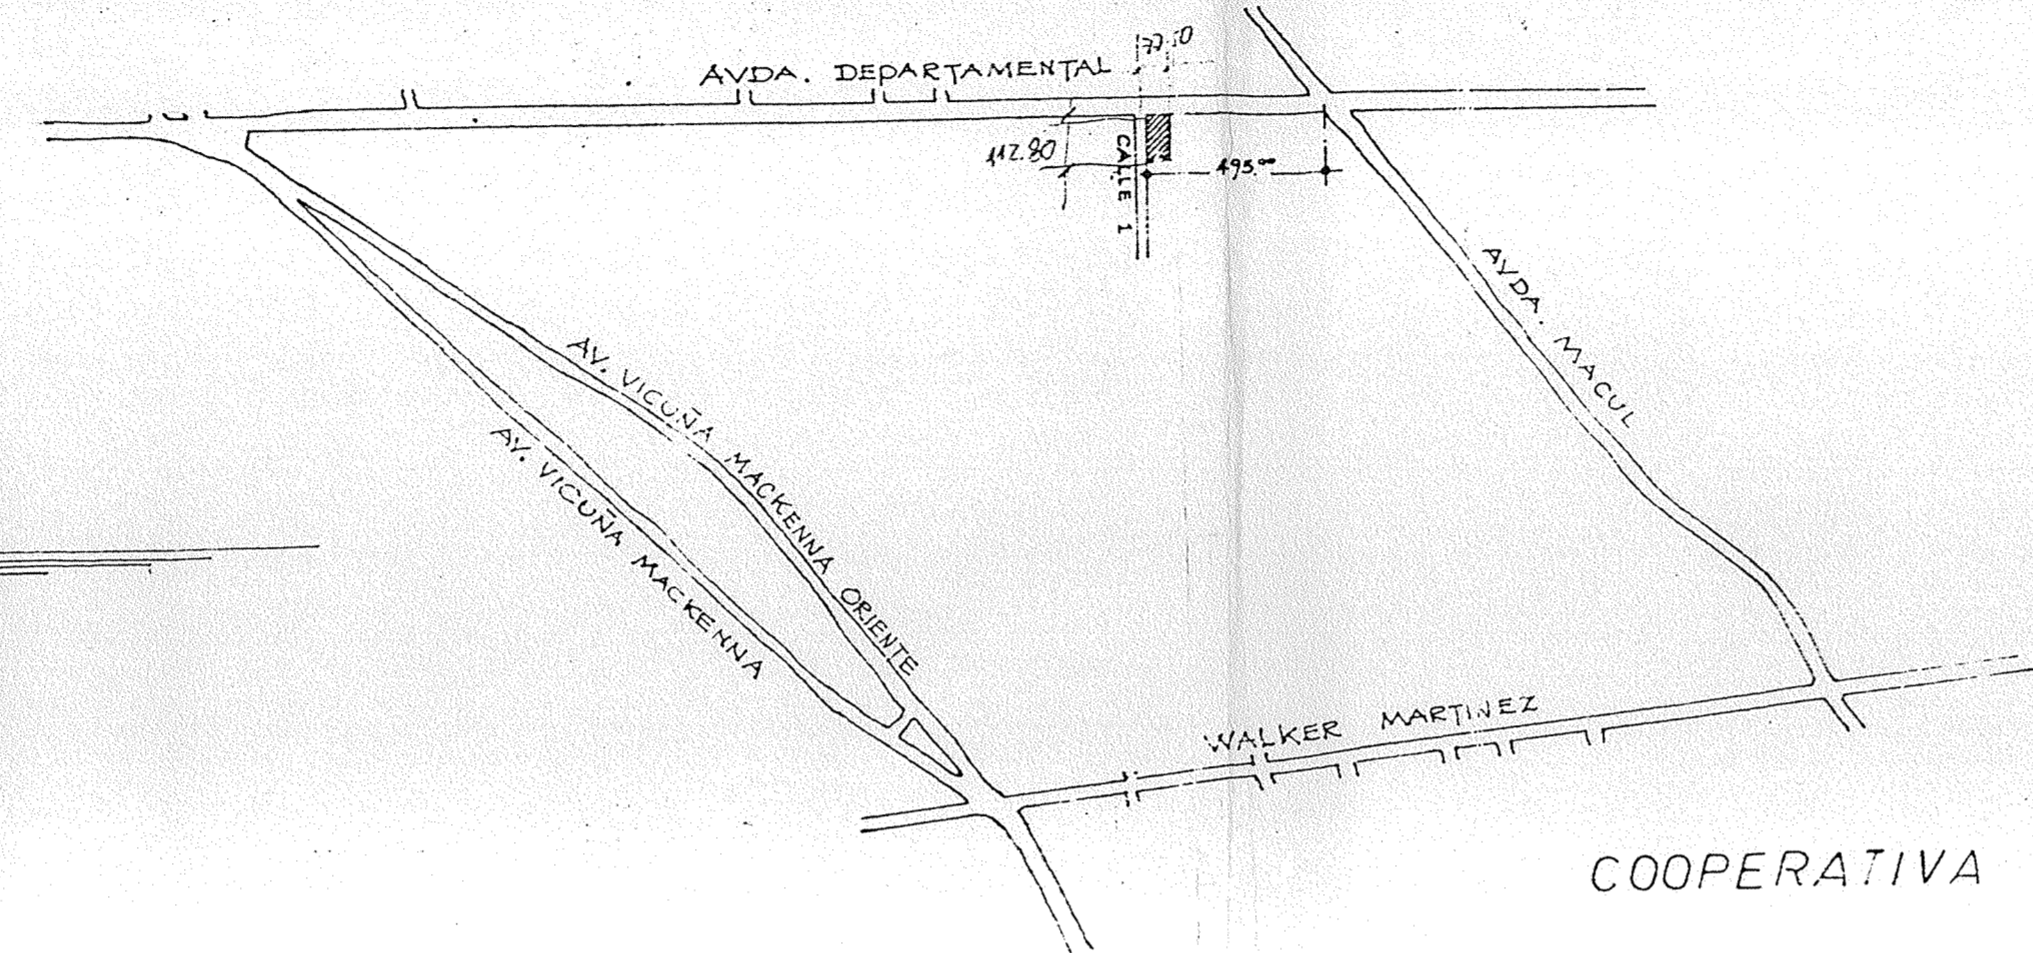 AVDA. DEPARTAMENTAL
112.80
CALLE 1
495.⁰⁰
AVDA. MACUL
AV. VICUÑA MACKENNA ORIENTE
AV. VICUÑA MACKENNA
WALKER MARTINEZ
COOPERATIVA